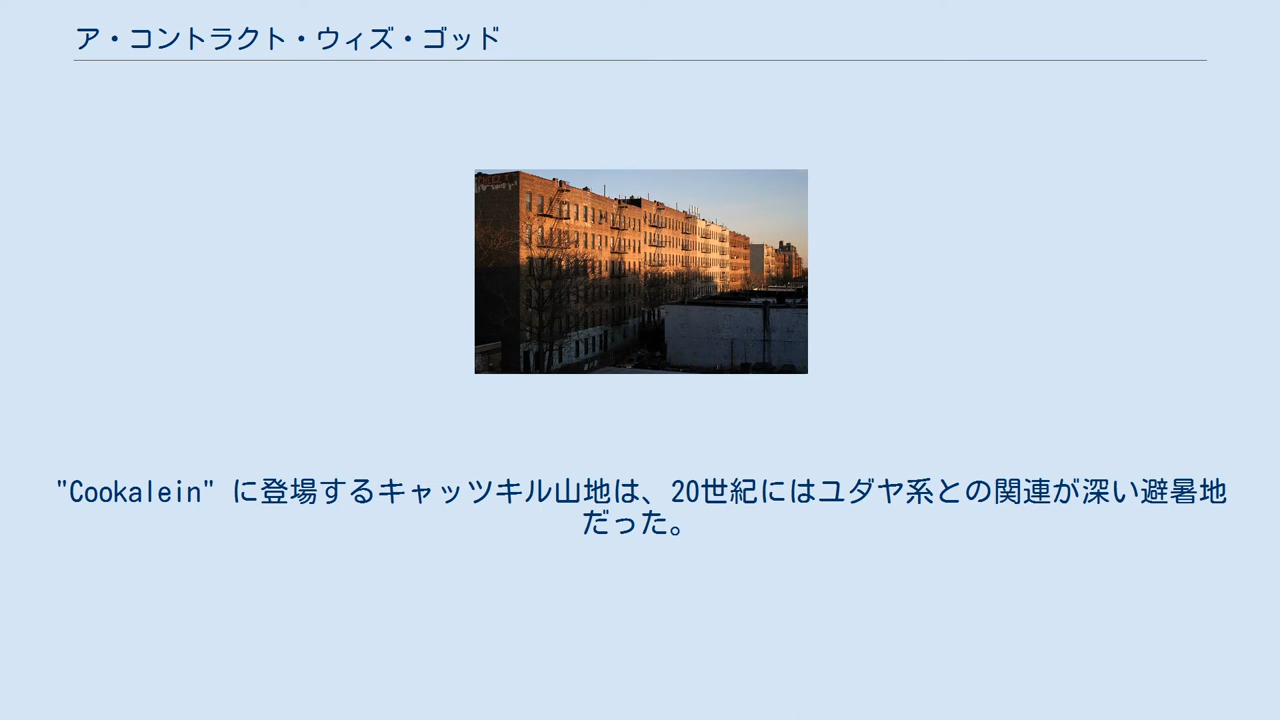 ア・コントラクト・ウィズ・ゴッド
"Cookalein" に登場するキャッツキル山地は、20世紀にはユダヤ系との関連が深い避暑地
だった。